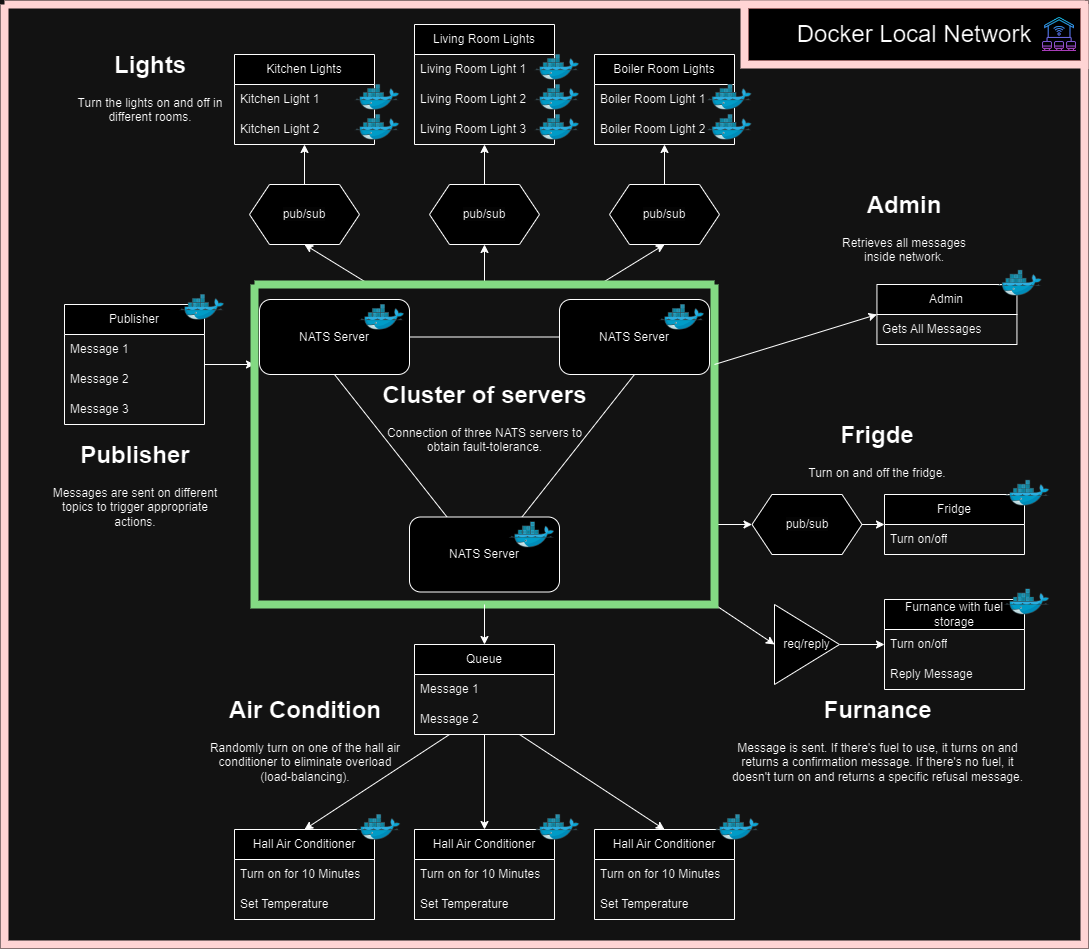 Docker Local Network
Lights
Turn the lights on and off in
different rooms.
Kitchen Lights
Kitchen Light 1
Kitchen Light 2
Living Room Lights
Living Room Light 1
Living Room Light 2
Living Room Light 3
Boiler Room Lights
Boiler Room Light 1
Boiler Room Light 2
pub/sub
pub/sub
pub/sub
Admin
Retrieves all messages
inside network.
Admin
Gets All Messages
Publisher
Message 1
Message 2
Message 3
Publisher
Messages are sent on different
topics to trigger appropriate
actions.
NATS Server
NATS Server
Cluster of servers
Connection of three NATS servers to
obtain fault-tolerance.
NATS Server
Frigde
Turn on and off the fridge.
pub/sub
Fridge
Turn on/off
req/reply
Furnance with fuel
storage
Turn on/off
Reply Message
Furnance
Message is sent. If there's fuel to use, it turns on and
returns a confirmation message. If there's no fuel, it
doesn't turn on and returns a specific refusal message.
Queue
Message 1
Message 2
Air Condition
Randomly turn on one of the hall air
conditioner to eliminate overload
(load-balancing).
Hall Air Conditioner
Turn on for 10 Minutes
Set Temperature
Hall Air Conditioner
Turn on for 10 Minutes
Set Temperature
Hall Air Conditioner
Turn on for 10 Minutes
Set Temperature